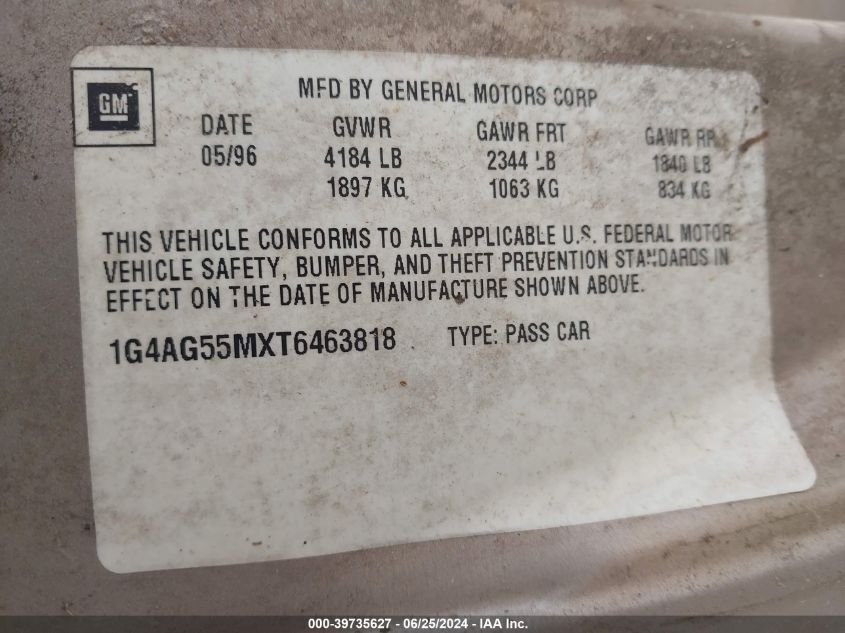 GM
MFD BY GENERAL MOTORS CORP
DATE GVWR GAWR FRT GAWR RR
05/96 4184 LB 2344 LB 1840 LB
1897 KG 1063 KG 834 KG
THIS VEHICLE CONFORMS TO ALL APPLICABLE U.S. FEDERAL MOTOR
VEHICLE SAFETY, BUMPER, AND THEFT PREVENTION STANDARDS IN
EFFECT ON THE DATE OF MANUFACTURE SHOWN ABOVE.
1G4AG55MXT6463818 TYPE: PASS CAR
000-39735627 - 06/25/2024 - IAA Inc.